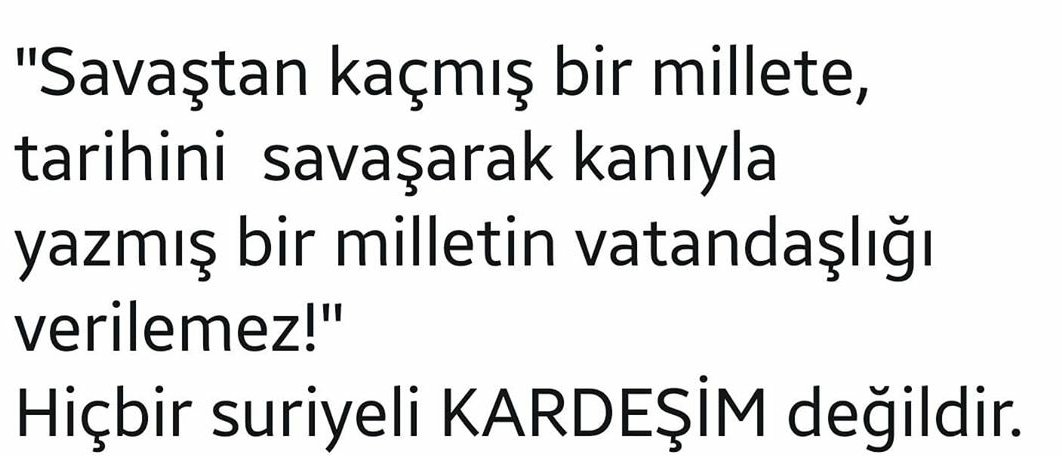 "Savaştan kaçmış bir millete,
tarihini  savaşarak kanıyla
yazmış bir milletin vatandaşlığı
verilemez!"
Hiçbir suriyeli KARDEŞİM değildir.